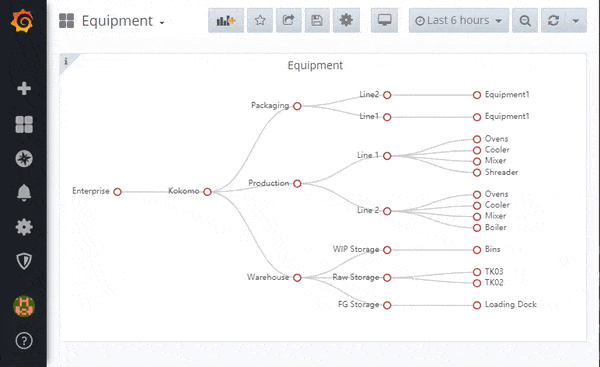 Equipment
Last 6 hours
Equipment
Line2
Equipment1
Packaging
Line1
Equipment1
Ovens
Cooler
Line 1
Mixer
Shreader
Enterprise
Kokomo
Production
Ovens
Cooler
Line 2
Mixer
Boiler
WIP Storage
Bins
Warehouse
Raw Storage
TK03
TK02
FG Storage
Loading Dock